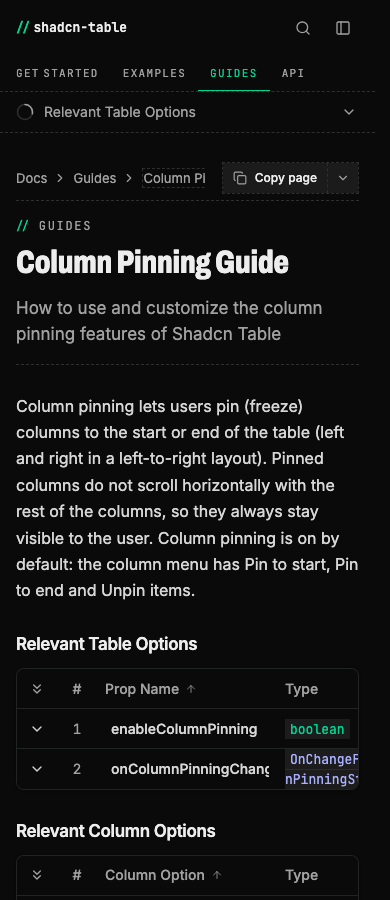 // shadcn-table
GET STARTED EXAMPLES GUIDES API
Relevant Table Options
Docs > Guides > Column Pi
Copy page
// GUIDES
Column Pinning Guide
How to use and customize the column
pinning features of Shadcn Table
Column pinning lets users pin (freeze)
columns to the start or end of the table (left
and right in a left-to-right layout). Pinned
columns do not scroll horizontally with the
rest of the columns, so they always stay
visible to the user. Column pinning is on by
default: the column menu has Pin to start, Pin
to end and Unpin items.
Relevant Table Options
# Prop Name ↑ Type
1 enableColumnPinning boolean
2 onColumnPinningChang OnChangeF
nPinningSt
Relevant Column Options
# Column Option ↑ Type